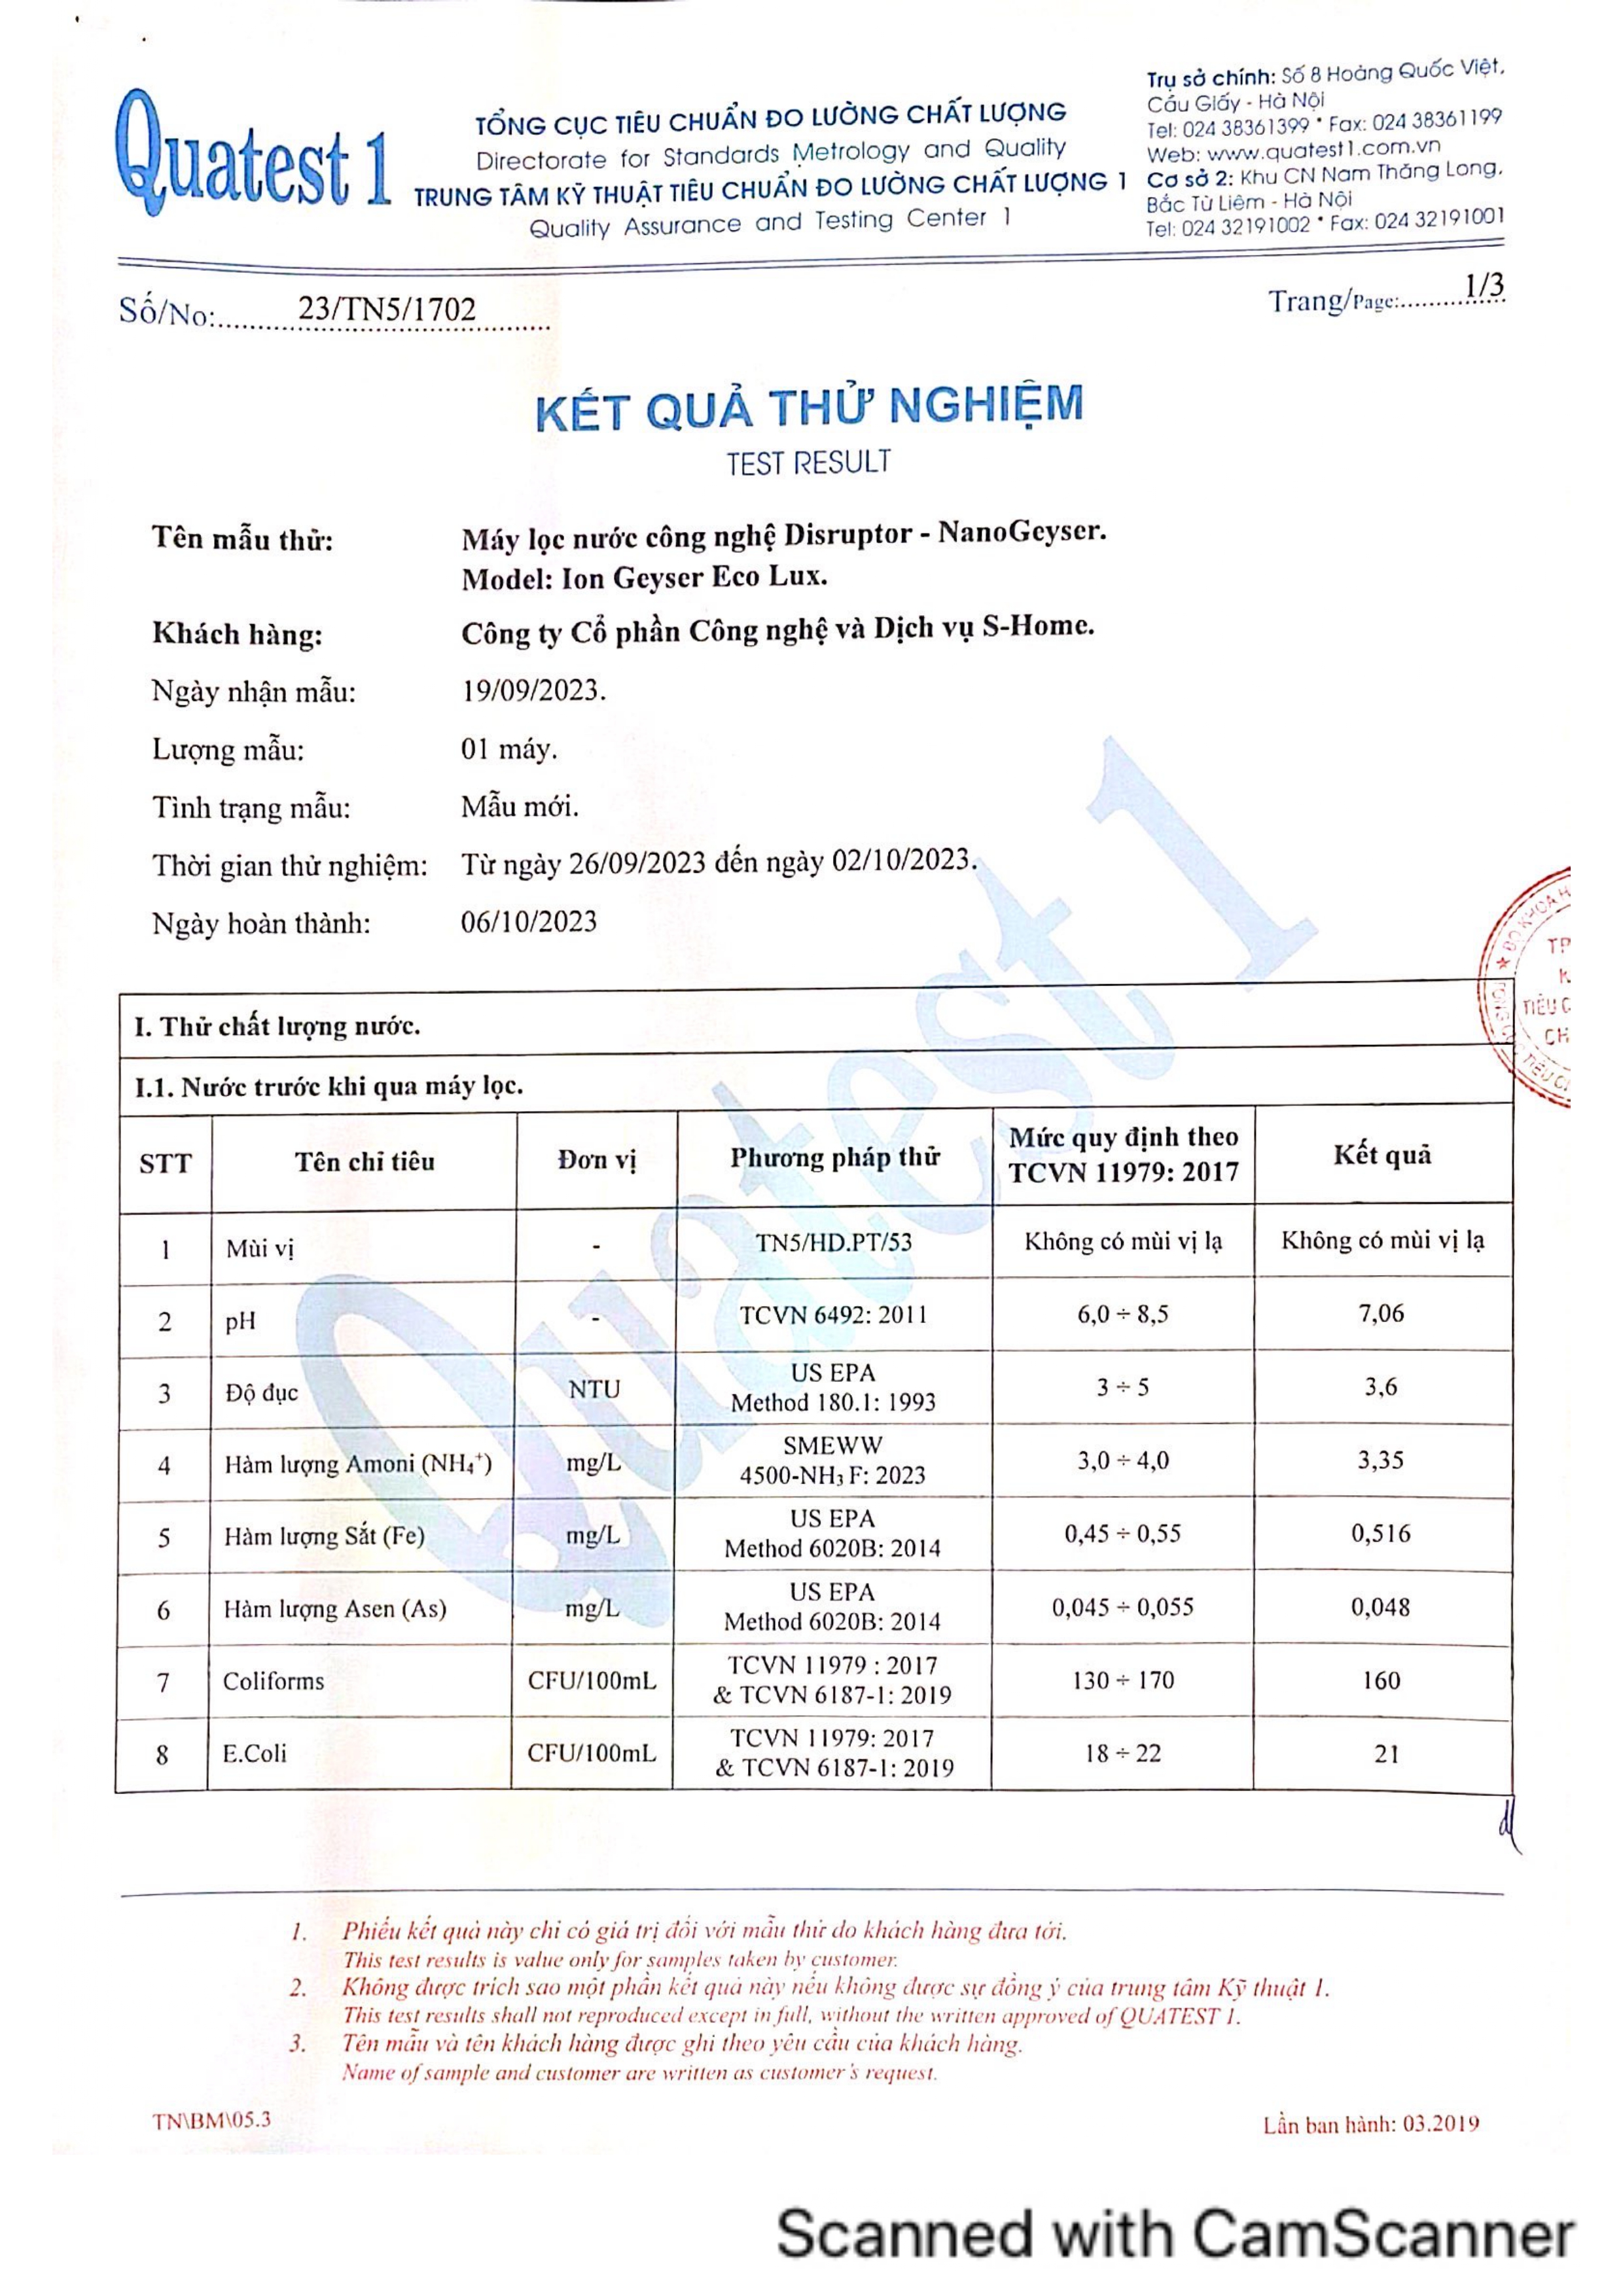 Quatest 1
TỔNG CỤC TIÊU CHUẨN ĐO LƯỜNG CHẤT LƯỢNG
Directorate for Standards Metrology and Quality
TRUNG TÂM KỸ THUẬT TIÊU CHUẨN ĐO LƯỜNG CHẤT LƯỢNG 1
Quality Assurance and Testing Center 1
Trụ sở chính: Số 8 Hoàng Quốc Việt,
Cầu Giấy - Hà Nội
Tel: 024 38361399 * Fax: 024 38361199
Web: www.quatest1.com.vn
Cơ sở 2: Khu CN Nam Thăng Long,
Bắc Từ Liêm - Hà Nội
Tel: 024 32191002 * Fax: 024 32191001
Số/No: 23/TN5/1702
Trang/Page: 1/3
KẾT QUẢ THỬ NGHIỆM
TEST RESULT
Tên mẫu thử: Máy lọc nước công nghệ Disruptor - NanoGeyser.
Model: Ion Geyser Eco Lux.
Khách hàng: Công ty Cổ phần Công nghệ và Dịch vụ S-Home.
Ngày nhận mẫu: 19/09/2023.
Lượng mẫu: 01 máy.
Tình trạng mẫu: Mẫu mới.
Thời gian thử nghiệm: Từ ngày 26/09/2023 đến ngày 02/10/2023.
Ngày hoàn thành: 06/10/2023
I. Thử chất lượng nước.
I.1. Nước trước khi qua máy lọc.
STT Tên chỉ tiêu Đơn vị Phương pháp thử Mức quy định theo TCVN 11979: 2017 Kết quả
1 Mùi vị - TN5/HD.PT/53 Không có mùi vị lạ Không có mùi vị lạ
2 pH - TCVN 6492: 2011 6,0 ÷ 8,5 7,06
3 Độ đục NTU US EPA Method 180.1: 1993 3 ÷ 5 3,6
4 Hàm lượng Amoni (NH₄⁺) mg/L SMEWW 4500-NH₃ F: 2023 3,0 ÷ 4,0 3,35
5 Hàm lượng Sắt (Fe) mg/L US EPA Method 6020B: 2014 0,45 ÷ 0,55 0,516
6 Hàm lượng Asen (As) mg/L US EPA Method 6020B: 2014 0,045 ÷ 0,055 0,048
7 Coliforms CFU/100mL TCVN 11979 : 2017 & TCVN 6187-1: 2019 130 ÷ 170 160
8 E.Coli CFU/100mL TCVN 11979: 2017 & TCVN 6187-1: 2019 18 ÷ 22 21
1. Phiếu kết quả này chỉ có giá trị đối với mẫu thử do khách hàng đưa tới.
This test results is value only for samples taken by customer.
2. Không được trích sao một phần kết quả này nếu không được sự đồng ý của trung tâm Kỹ thuật 1.
This test results shall not reproduced except in full, without the written approved of QUATEST 1.
3. Tên mẫu và tên khách hàng được ghi theo yêu cầu của khách hàng.
Name of sample and customer are written as customer's request.
TN\BM\05.3
Lần ban hành: 03.2019
Scanned with CamScanner